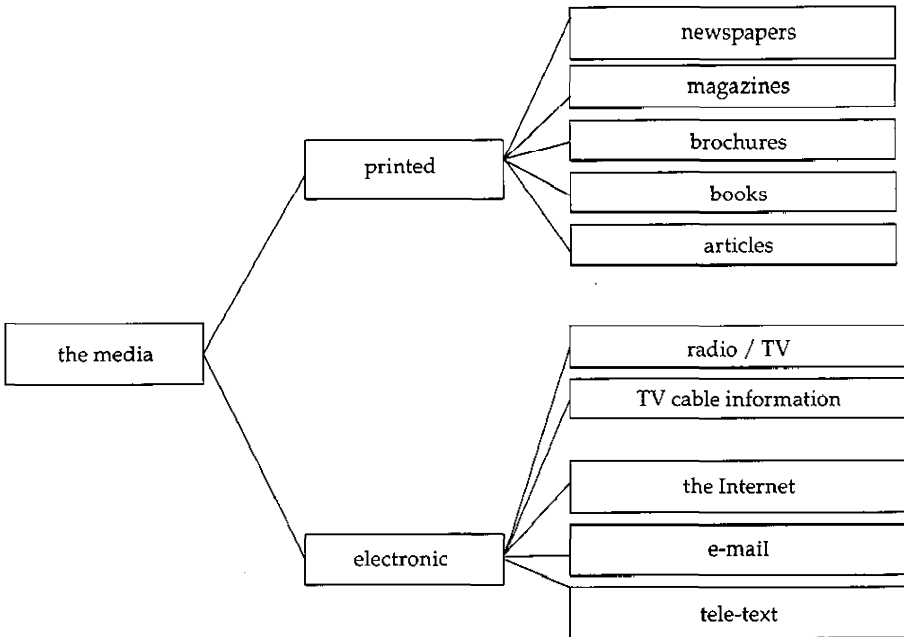 the media
printed
newspapers
magazines
brochures
books
articles
electronic
radio / TV
TV cable information
the Internet
e-mail
tele-text